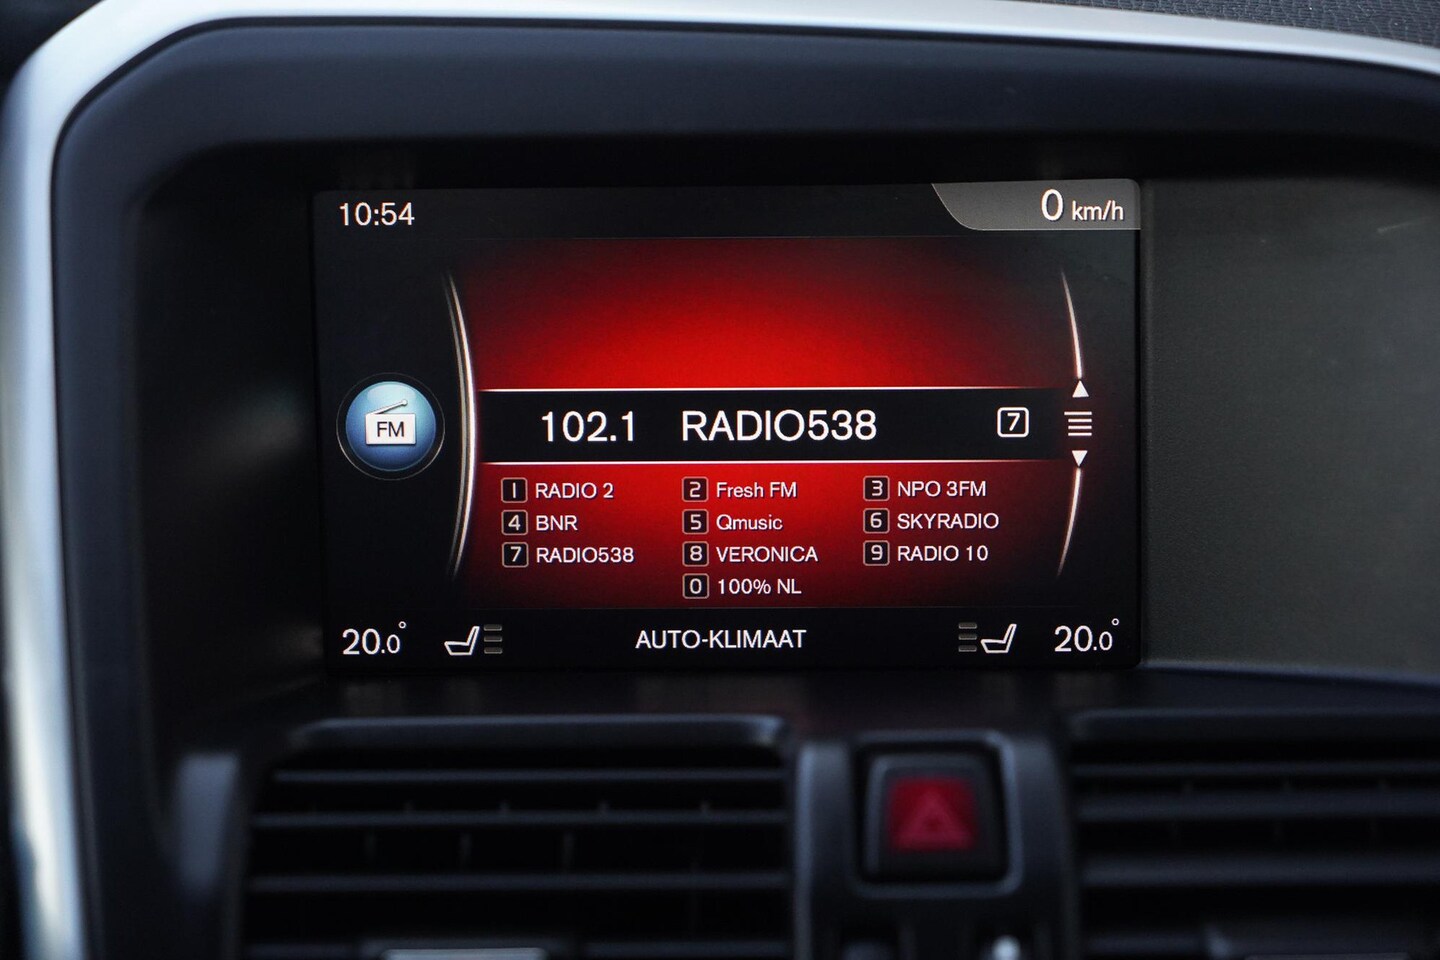 10:54 0 km/h
FM 102.1 RADIO538 7
1 RADIO 2 2 Fresh FM 3 NPO 3FM
4 BNR 5 Qmusic 6 SKYRADIO
7 RADIO538 8 VERONICA 9 RADIO 10
0 100% NL
20.0° AUTO-KLIMAAT 20.0°